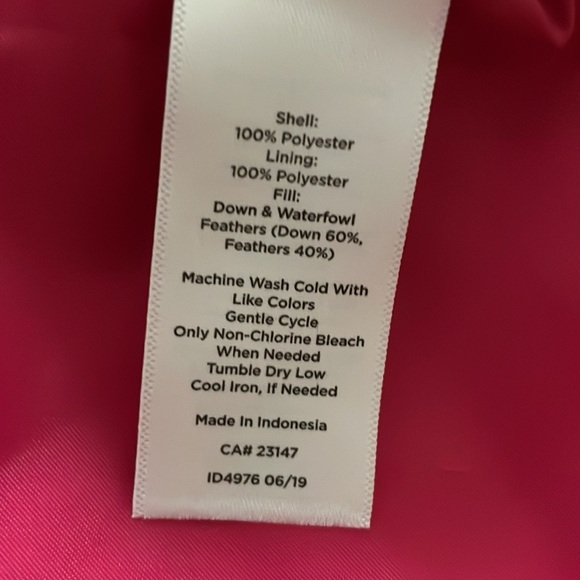 Shell:
100% Polyester
Lining:
100% Polyester
Fill:
Down & Waterfowl
Feathers (Down 60%,
Feathers 40%)
Machine Wash Cold With
Like Colors
Gentle Cycle
Only Non-Chlorine Bleach
When Needed
Tumble Dry Low
Cool Iron, If Needed
Made In Indonesia
CA# 23147
ID4976 06/19